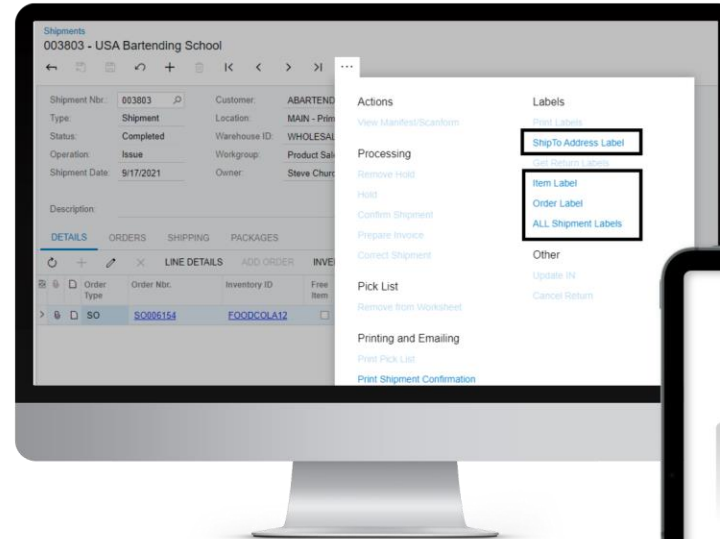 Shipments
003803 - USA Bartending School
Shipment Nbr.: 003803 Customer: ABARTEND
Type: Shipment Location: MAIN - Prim
Status: Completed Warehouse ID: WHOLESAL
Operation: Issue Workgroup: Product Sal
Shipment Date: 9/17/2021 Owner: Steve Churc
Description:
DETAILS ORDERS SHIPPING PACKAGES
LINE DETAILS ADD ORDER INVE
Order Type Order Nbr. Inventory ID Free Item
SO SO006154 FOODCOLA12
Actions
View Manifest/Scanform
Processing
Remove Hold
Hold
Confirm Shipment
Prepare Invoice
Correct Shipment
Pick List
Remove from Worksheet
Printing and Emailing
Print Pick List
Print Shipment Confirmation
Labels
Print Labels
ShipTo Address Label
Get Return Labels
Item Label
Order Label
ALL Shipment Labels
Other
Update IN
Cancel Return